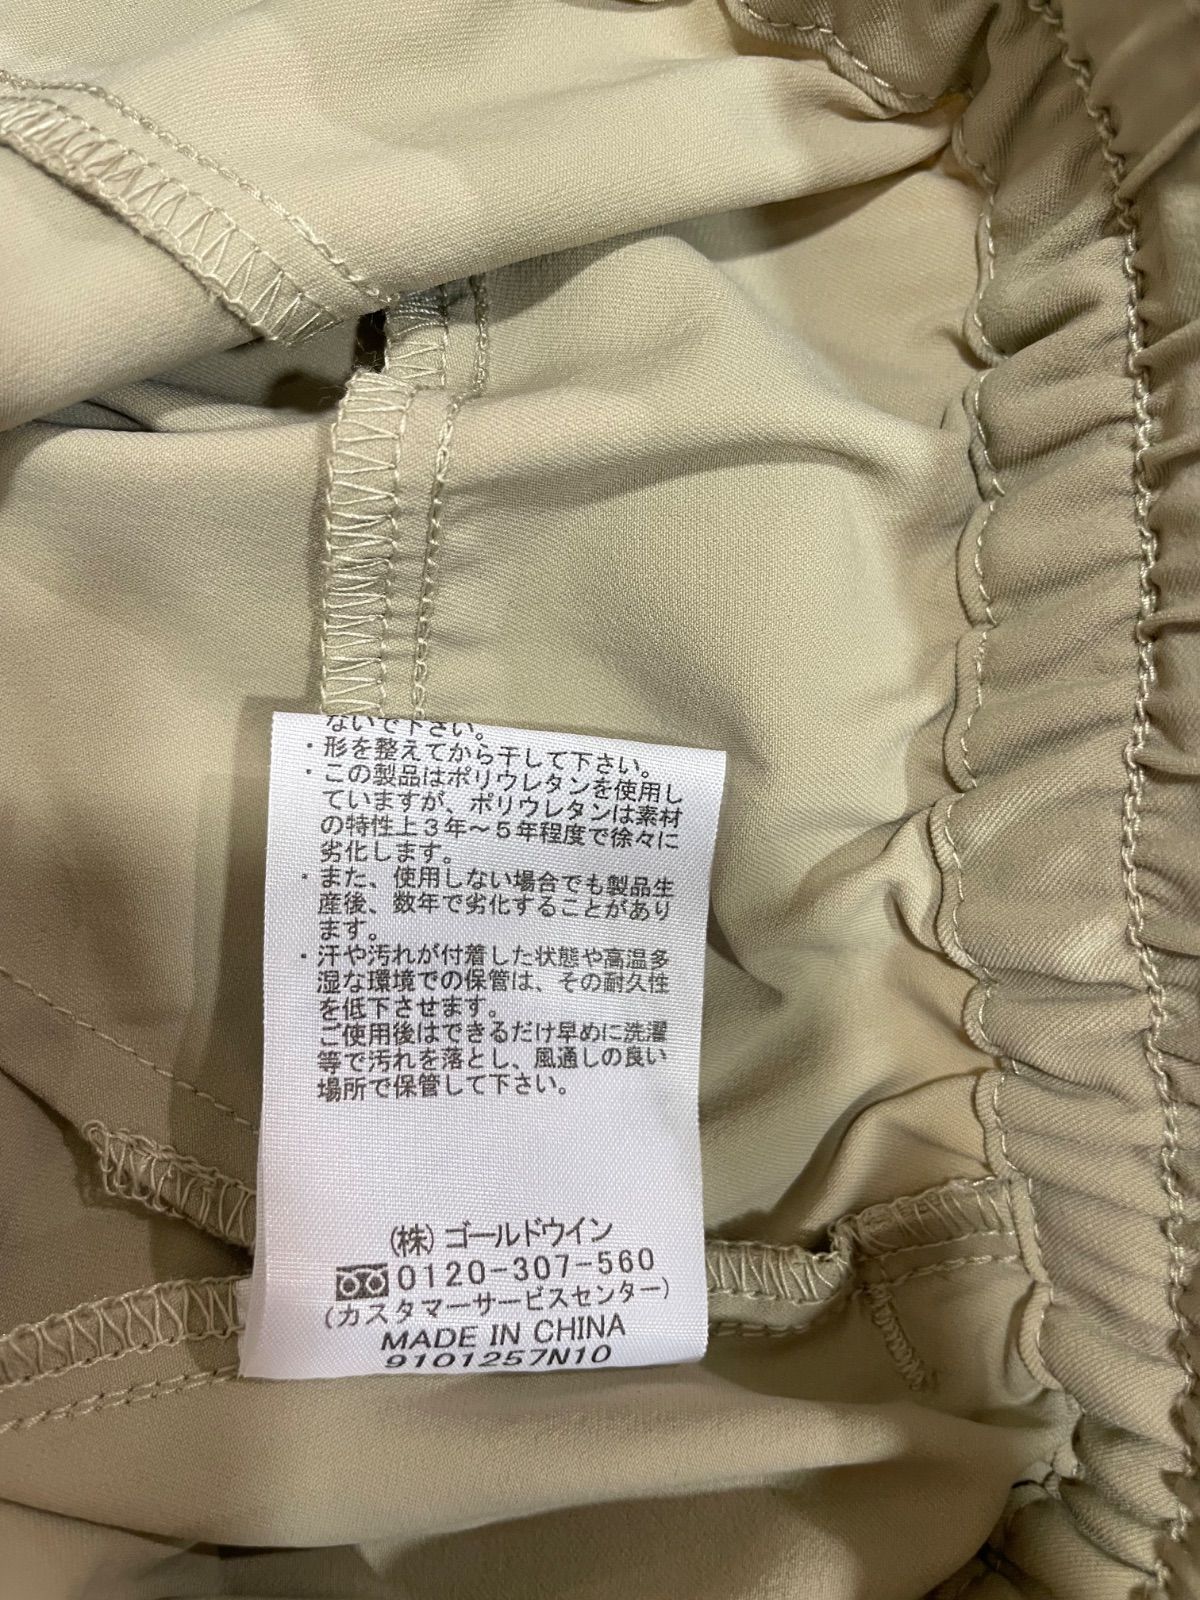 ないで下さい。
・形を整えてから干して下さい。
・この製品はポリウレタンを使用し
ていますが、ポリウレタンは素材
の特性上３年～５年程度で徐々に
劣化します。
・また、使用しない場合でも製品生
産後、数年で劣化することがあり
ます。
・汗や汚れが付着した状態や高温多
湿な環境での保管は、その耐久性
を低下させます。
ご使用後はできるだけ早めに洗濯
等で汚れを落とし、風通しの良い
場所で保管して下さい。
(株)ゴールドウイン
0120-307-560
(カスタマーサービスセンター)
MADE IN CHINA
9101257N10